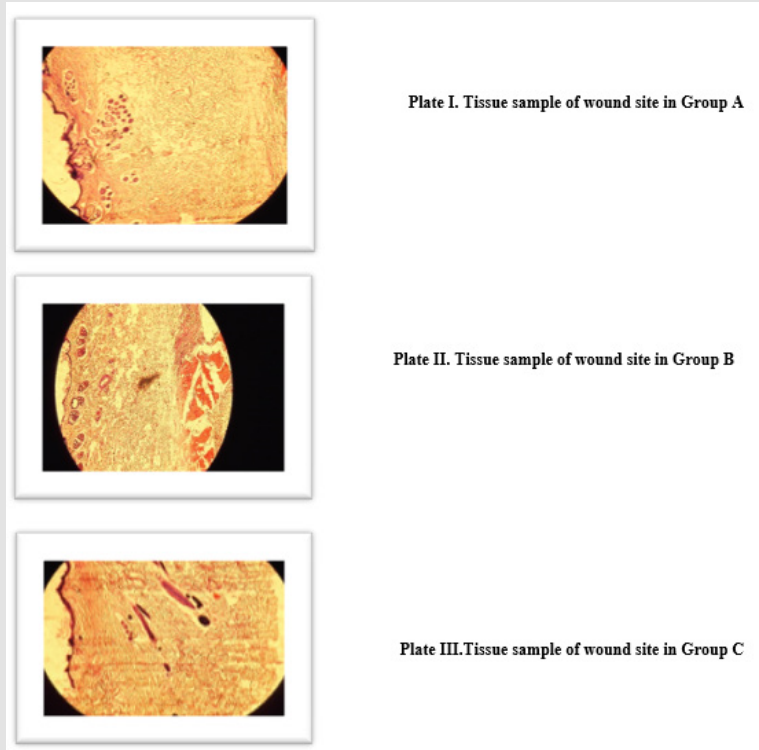 Plate I. Tissue sample of wound site in Group A
Plate II. Tissue sample of wound site in Group B
Plate III.Tissue sample of wound site in Group C